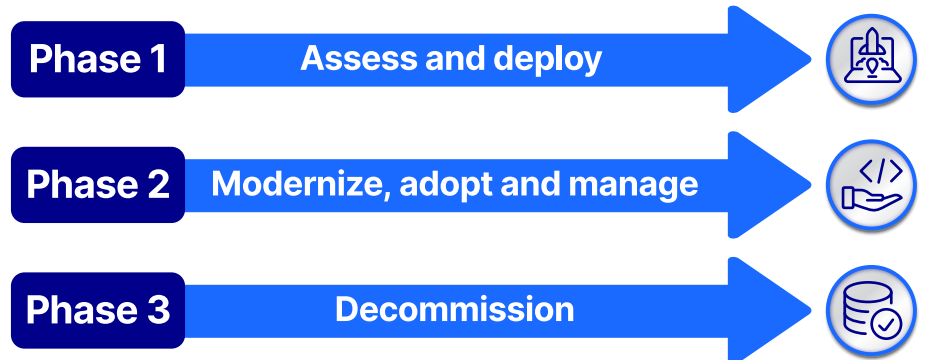 Phase 1
Assess and deploy
Phase 2
Modernize, adopt and manage
Phase 3
Decommission